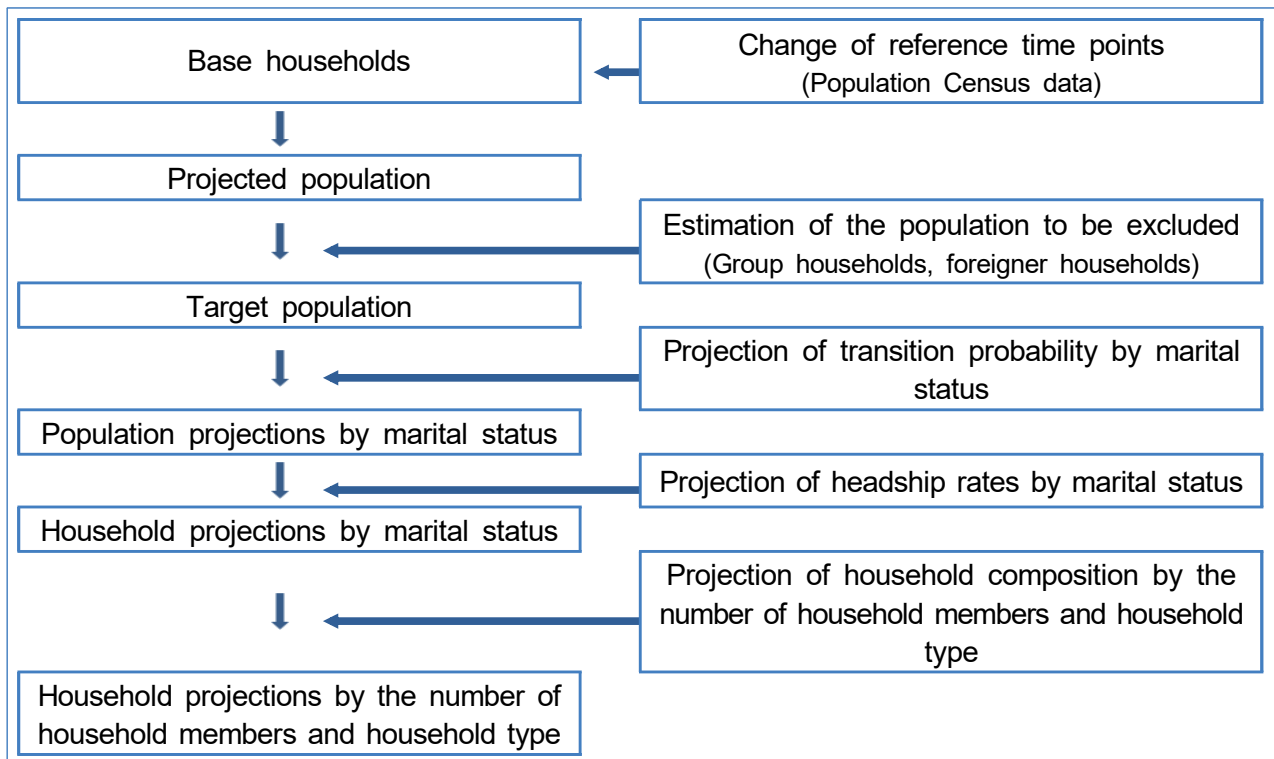 Base households
Change of reference time points
(Population Census data)
Projected population
Estimation of the population to be excluded
(Group households, foreigner households)
Target population
Projection of transition probability by marital
status
Population projections by marital status
Projection of headship rates by marital status
Household projections by marital status
Projection of household composition by the
number of household members and household
type
Household projections by the number of
household members and household type